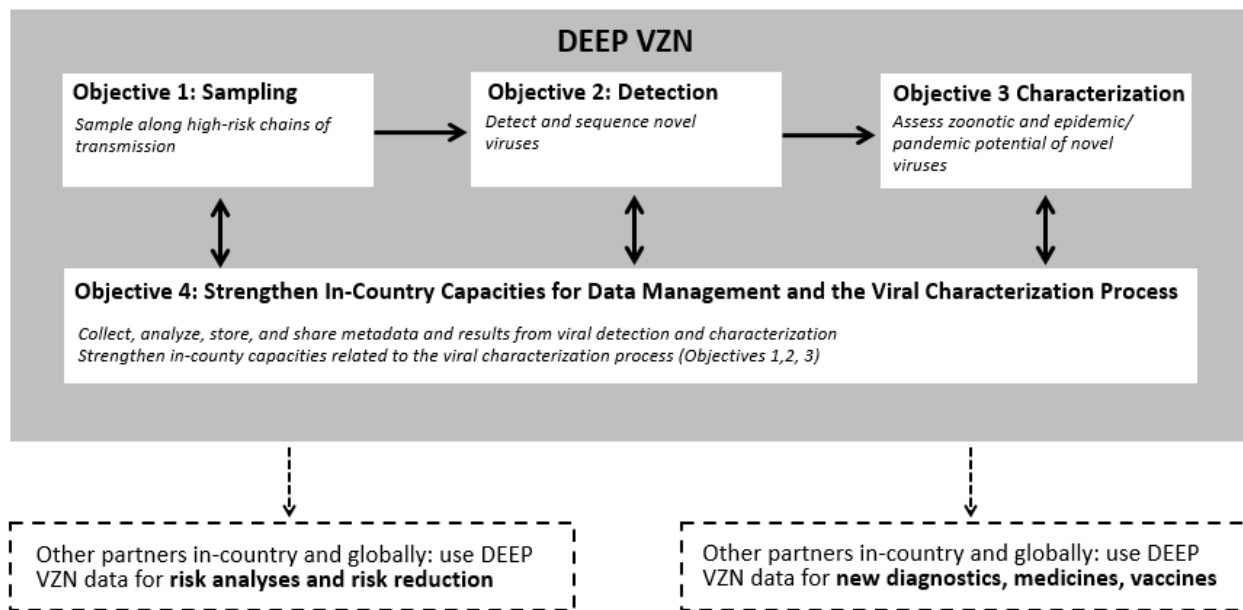 DEEP VZN
Objective 1: Sampling
Sample along high-risk chains of
transmission
Objective 2: Detection
Detect and sequence novel
viruses
Objective 3 Characterization
Assess zoonotic and epidemic/
pandemic potential of novel
viruses
Objective 4: Strengthen In-Country Capacities for Data Management and the Viral Characterization Process
Collect, analyze, store, and share metadata and results from viral detection and characterization
Strengthen in-county capacities related to the viral characterization process (Objectives 1,2, 3)
Other partners in-country and globally: use DEEP
VZN data for risk analyses and risk reduction
Other partners in-country and globally: use DEEP
VZN data for new diagnostics, medicines, vaccines